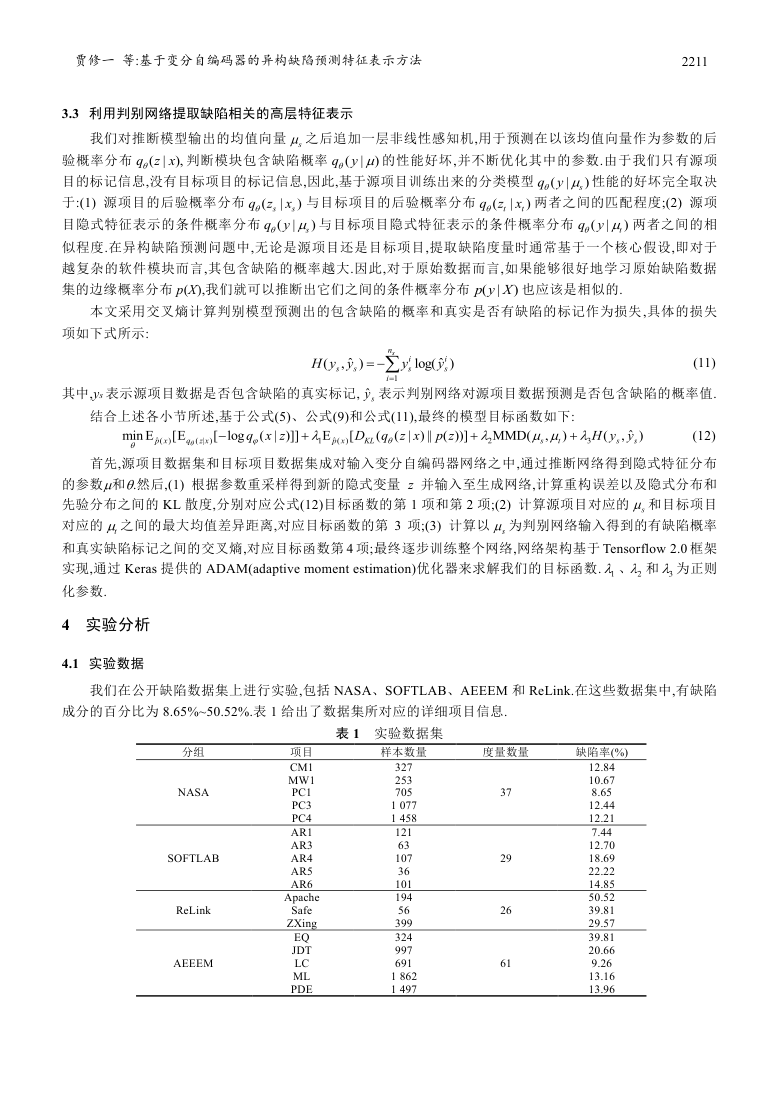 贾修一 等:基于变分自编码器的异构缺陷预测特征表示方法 2211
3.3 利用判别网络提取缺陷相关的高层特征表示
我们对推断模型输出的均值向量 μs 之后追加一层非线性感知机,用于预测在以该均值向量作为参数的后
验概率分布 qθ(z|x),判断模块包含缺陷概率 qθ(y|μ)的性能好坏,并不断优化其中的参数.由于我们只有源项
目的标记信息,没有目标项目的标记信息,因此,基于源项目训练出来的分类模型 qθ(y|μs)性能的好坏完全取决
于:(1) 源项目的后验概率分布 qθ(zs|xs)与目标项目的后验概率分布 qθ(zt|xt)两者之间的匹配程度;(2) 源项
目隐式特征表示的条件概率分布 qθ(y|μs)与目标项目隐式特征表示的条件概率分布 qθ(y|μt)两者之间的相
似程度.在异构缺陷预测问题中,无论是源项目还是目标项目,提取缺陷度量时通常基于一个核心假设,即对于
越复杂的软件模块而言,其包含缺陷的概率越大.因此,对于原始数据而言,如果能够很好地学习原始缺陷数据
集的边缘概率分布 p(X),我们就可以推断出它们之间的条件概率分布 p(y|X)也应该是相似的.
本文采用交叉熵计算判别模型预测出的包含缺陷的概率和真实是否有缺陷的标记作为损失,具体的损失
项如下式所示:
H(ys,ŷs)=−∑_{i=1}^{ns} ys^i log(ŷs^i) (11)
其中,ys 表示源项目数据是否包含缺陷的真实标记, ŷs 表示判别网络对源项目数据预测是否包含缺陷的概率值.
结合上述各小节所述,基于公式(5)、公式(9)和公式(11),最终的模型目标函数如下:
min_θ E_{p̂(x)}[E_{qθ(z|x)}[−log qφ(x|z)]]+λ1E_{p̂(x)}[D_{KL}(qθ(z|x)||p(z))]+λ2MMD(μs,μt)+λ3H(ys,ŷs) (12)
首先,源项目数据集和目标项目数据集成对输入变分自编码器网络之中,通过推断网络得到隐式特征分布
的参数μ和θ.然后,(1) 根据参数重采样得到新的隐式变量 z 并输入至生成网络,计算重构误差以及隐式分布和
先验分布之间的 KL 散度,分别对应公式(12)目标函数的第 1 项和第 2 项;(2) 计算源项目对应的 μs 和目标项目
对应的 μt 之间的最大均值差异距离,对应目标函数的第 3 项;(3) 计算以 μs 为判别网络输入得到的有缺陷概率
和真实缺陷标记之间的交叉熵,对应目标函数第 4 项;最终逐步训练整个网络,网络架构基于 Tensorflow 2.0 框架
实现,通过 Keras 提供的 ADAM(adaptive moment estimation)优化器来求解我们的目标函数. λ1 、λ2 和 λ3 为正则
化参数.
4 实验分析
4.1 实验数据
我们在公开缺陷数据集上进行实验,包括 NASA、SOFTLAB、AEEEM 和 ReLink.在这些数据集中,有缺陷
成分的百分比为 8.65%~50.52%.表 1 给出了数据集所对应的详细项目信息.
表 1 实验数据集
分组 项目 样本数量 度量数量 缺陷率(%)
CM1 327 12.84
MW1 253 10.67
NASA PC1 705 37 8.65
PC3 1 077 12.44
PC4 1 458 12.21
AR1 121 7.44
AR3 63 12.70
SOFTLAB AR4 107 29 18.69
AR5 36 22.22
AR6 101 14.85
Apache 194 50.52
ReLink Safe 56 26 39.81
ZXing 399 29.57
EQ 324 39.81
JDT 997 20.66
AEEEM LC 691 61 9.26
ML 1 862 13.16
PDE 1 497 13.96